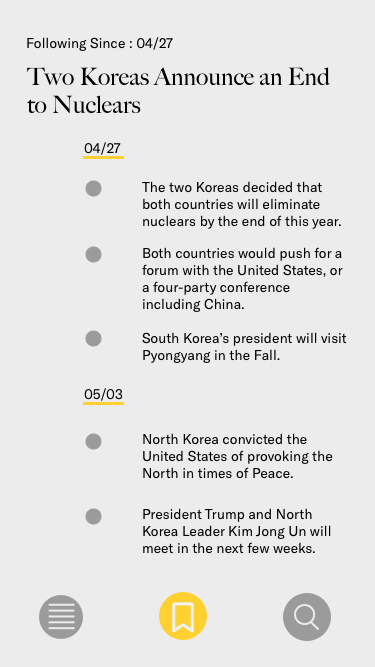 Following Since : 04/27
Two Koreas Announce an End
to Nuclears
04/27
The two Koreas decided that
both countries will eliminate
nuclears by the end of this year.
Both countries would push for a
forum with the United States, or
a four-party conference
including China.
South Korea’s president will visit
Pyongyang in the Fall.
05/03
North Korea convicted the
United States of provoking the
North in times of Peace.
President Trump and North
Korea Leader Kim Jong Un will
meet in the next few weeks.